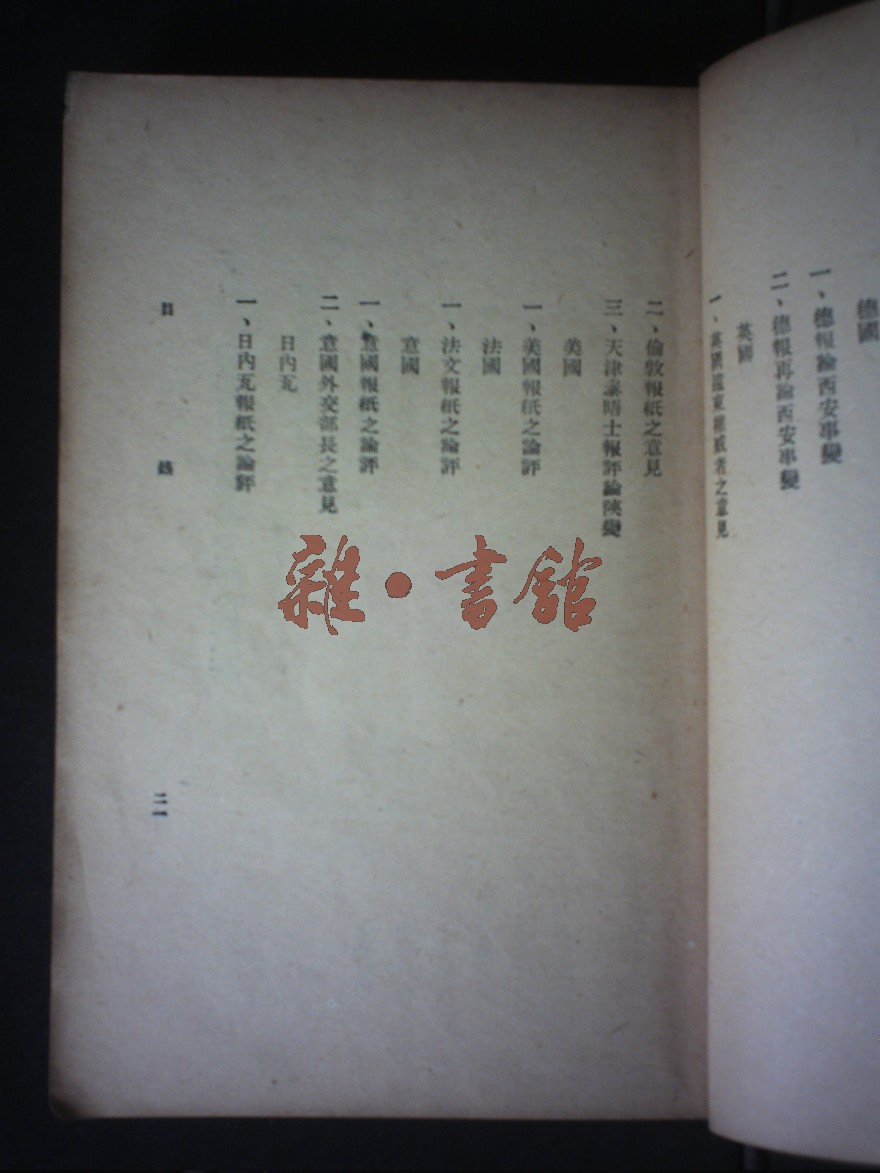 德國
一、德報論西安事變
二、德報再論西安事變
英國
一、英國遠東權威者之意見
二、倫敦報紙之意見
三、天津泰晤士報評論陝變
美國
一、美國報紙之論評
法國
一、法文報紙之論評
意國
一、意國報紙之論評
二、意國外交部長之意見
日內瓦
一、日內瓦報紙之論評
目 錄 二一
雜·書館